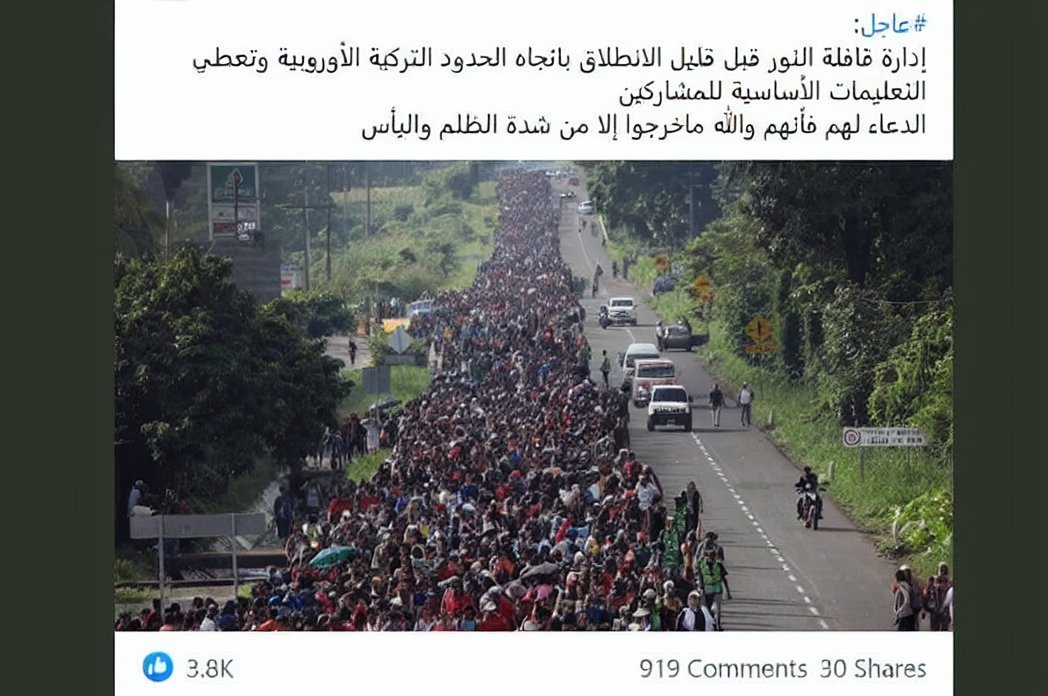 #عاجل:
إدارة قافلة النور قبل قليل الانطلاق باتجاه الحدود التركية الأوروبية وتعطي
التعليمات الأساسية للمشاركين
الدعاء لهم فأنهم والله ماخرجوا إلا من شدة الظلم واليأس
3.8K
919 Comments 30 Shares